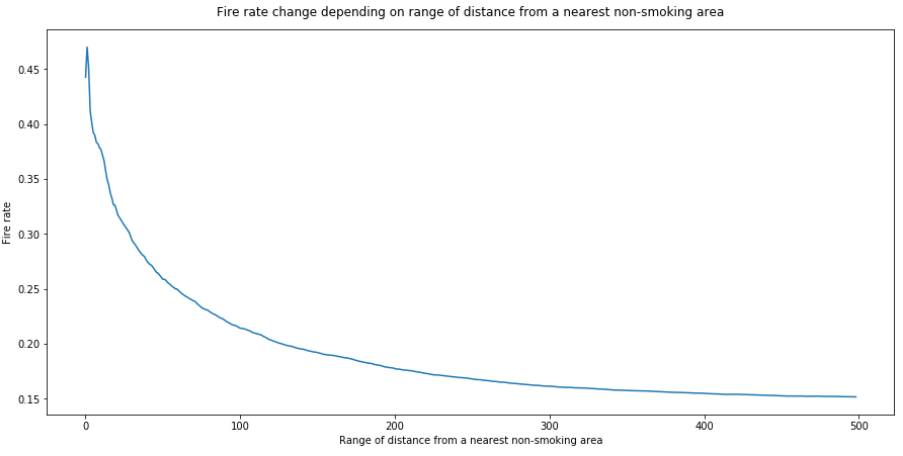 Fire rate change depending on range of distance from a nearest non-smoking area
0.45
0.40
0.35
0.30
0.25
0.20
0.15
Fire rate
0 100 200 300 400 500
Range of distance from a nearest non-smoking area